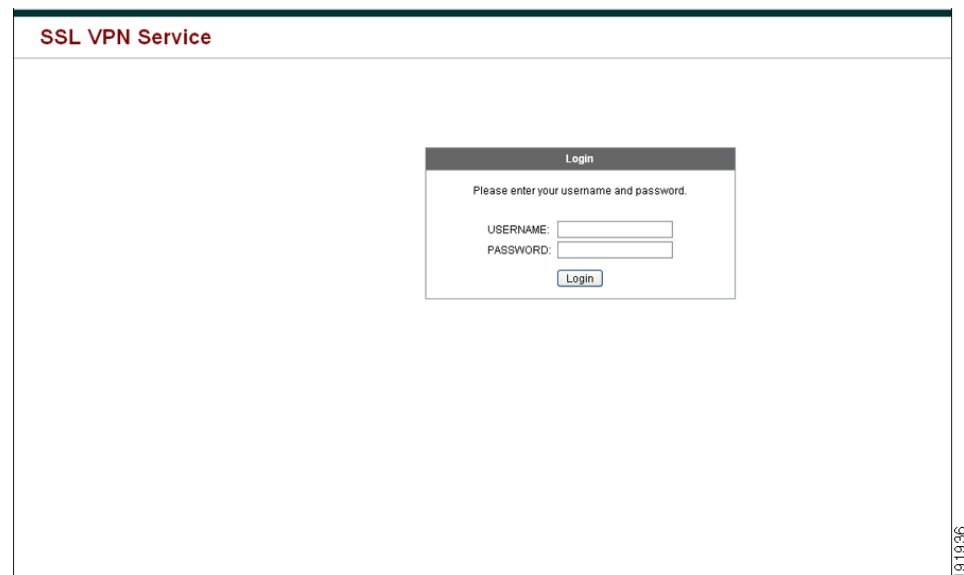 SSL VPN Service
Login
Please enter your username and password.
USERNAME:
PASSWORD:
Login
191936